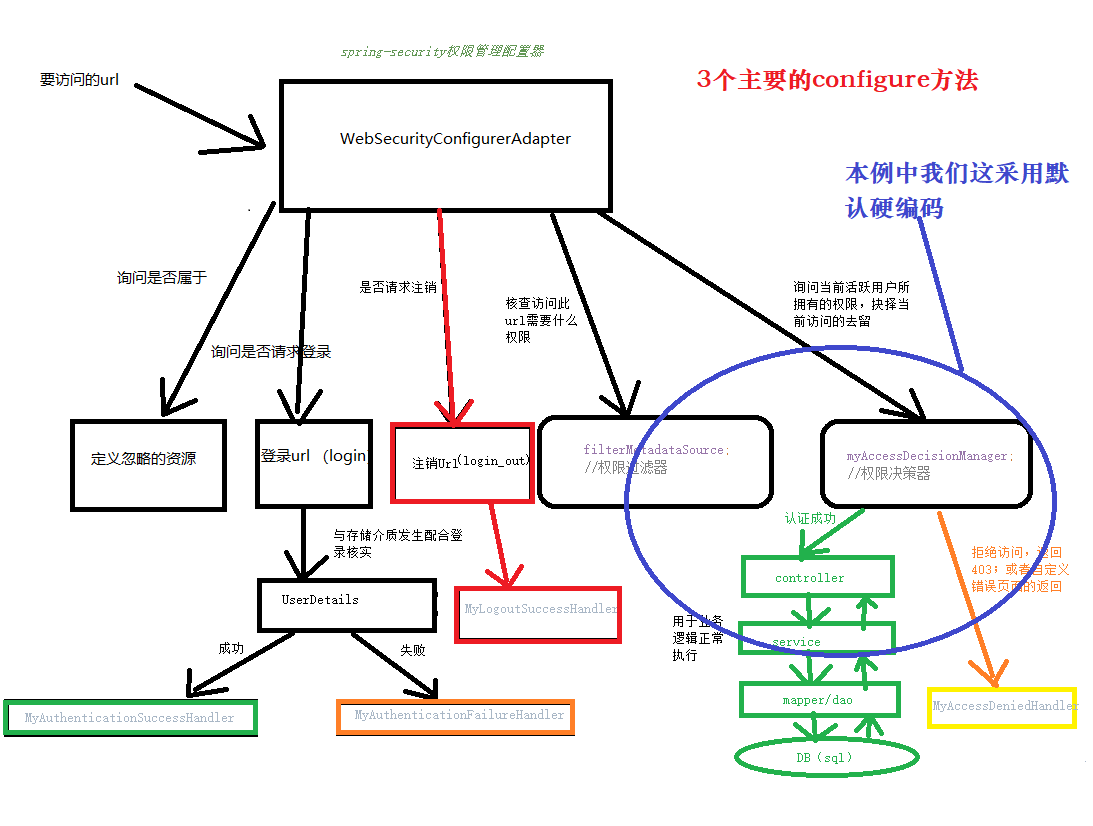 spring-security权限管理配置器
要访问的url
3个主要的configure方法
WebSecurityConfigurerAdapter
本例中我们这采用默
认硬编码
询问是否属于
是否请求注销
核查访问此
url需要什么
权限
询问当前活跃用户所
拥有的权限，抉择当
前访问的去留
询问是否请求登录
定义忽略的资源
登录url （login）
注销Url(login_out)
filterMetadataSource;
//权限过滤器
myAccessDecisionManager;
//权限决策器
认证成功
与存储介质发生配合登
录核实
拒绝访问，返回
403；或者自定义
错误页面的返回
controller
UserDetails
MyLogoutSuccessHandler
用于业务
逻辑正常
执行
service
成功
失败
mapper/dao
MyAuthenticationSuccessHandler
MyAuthenticationFailureHandler
MyAccessDeniedHandler
DB（sql）